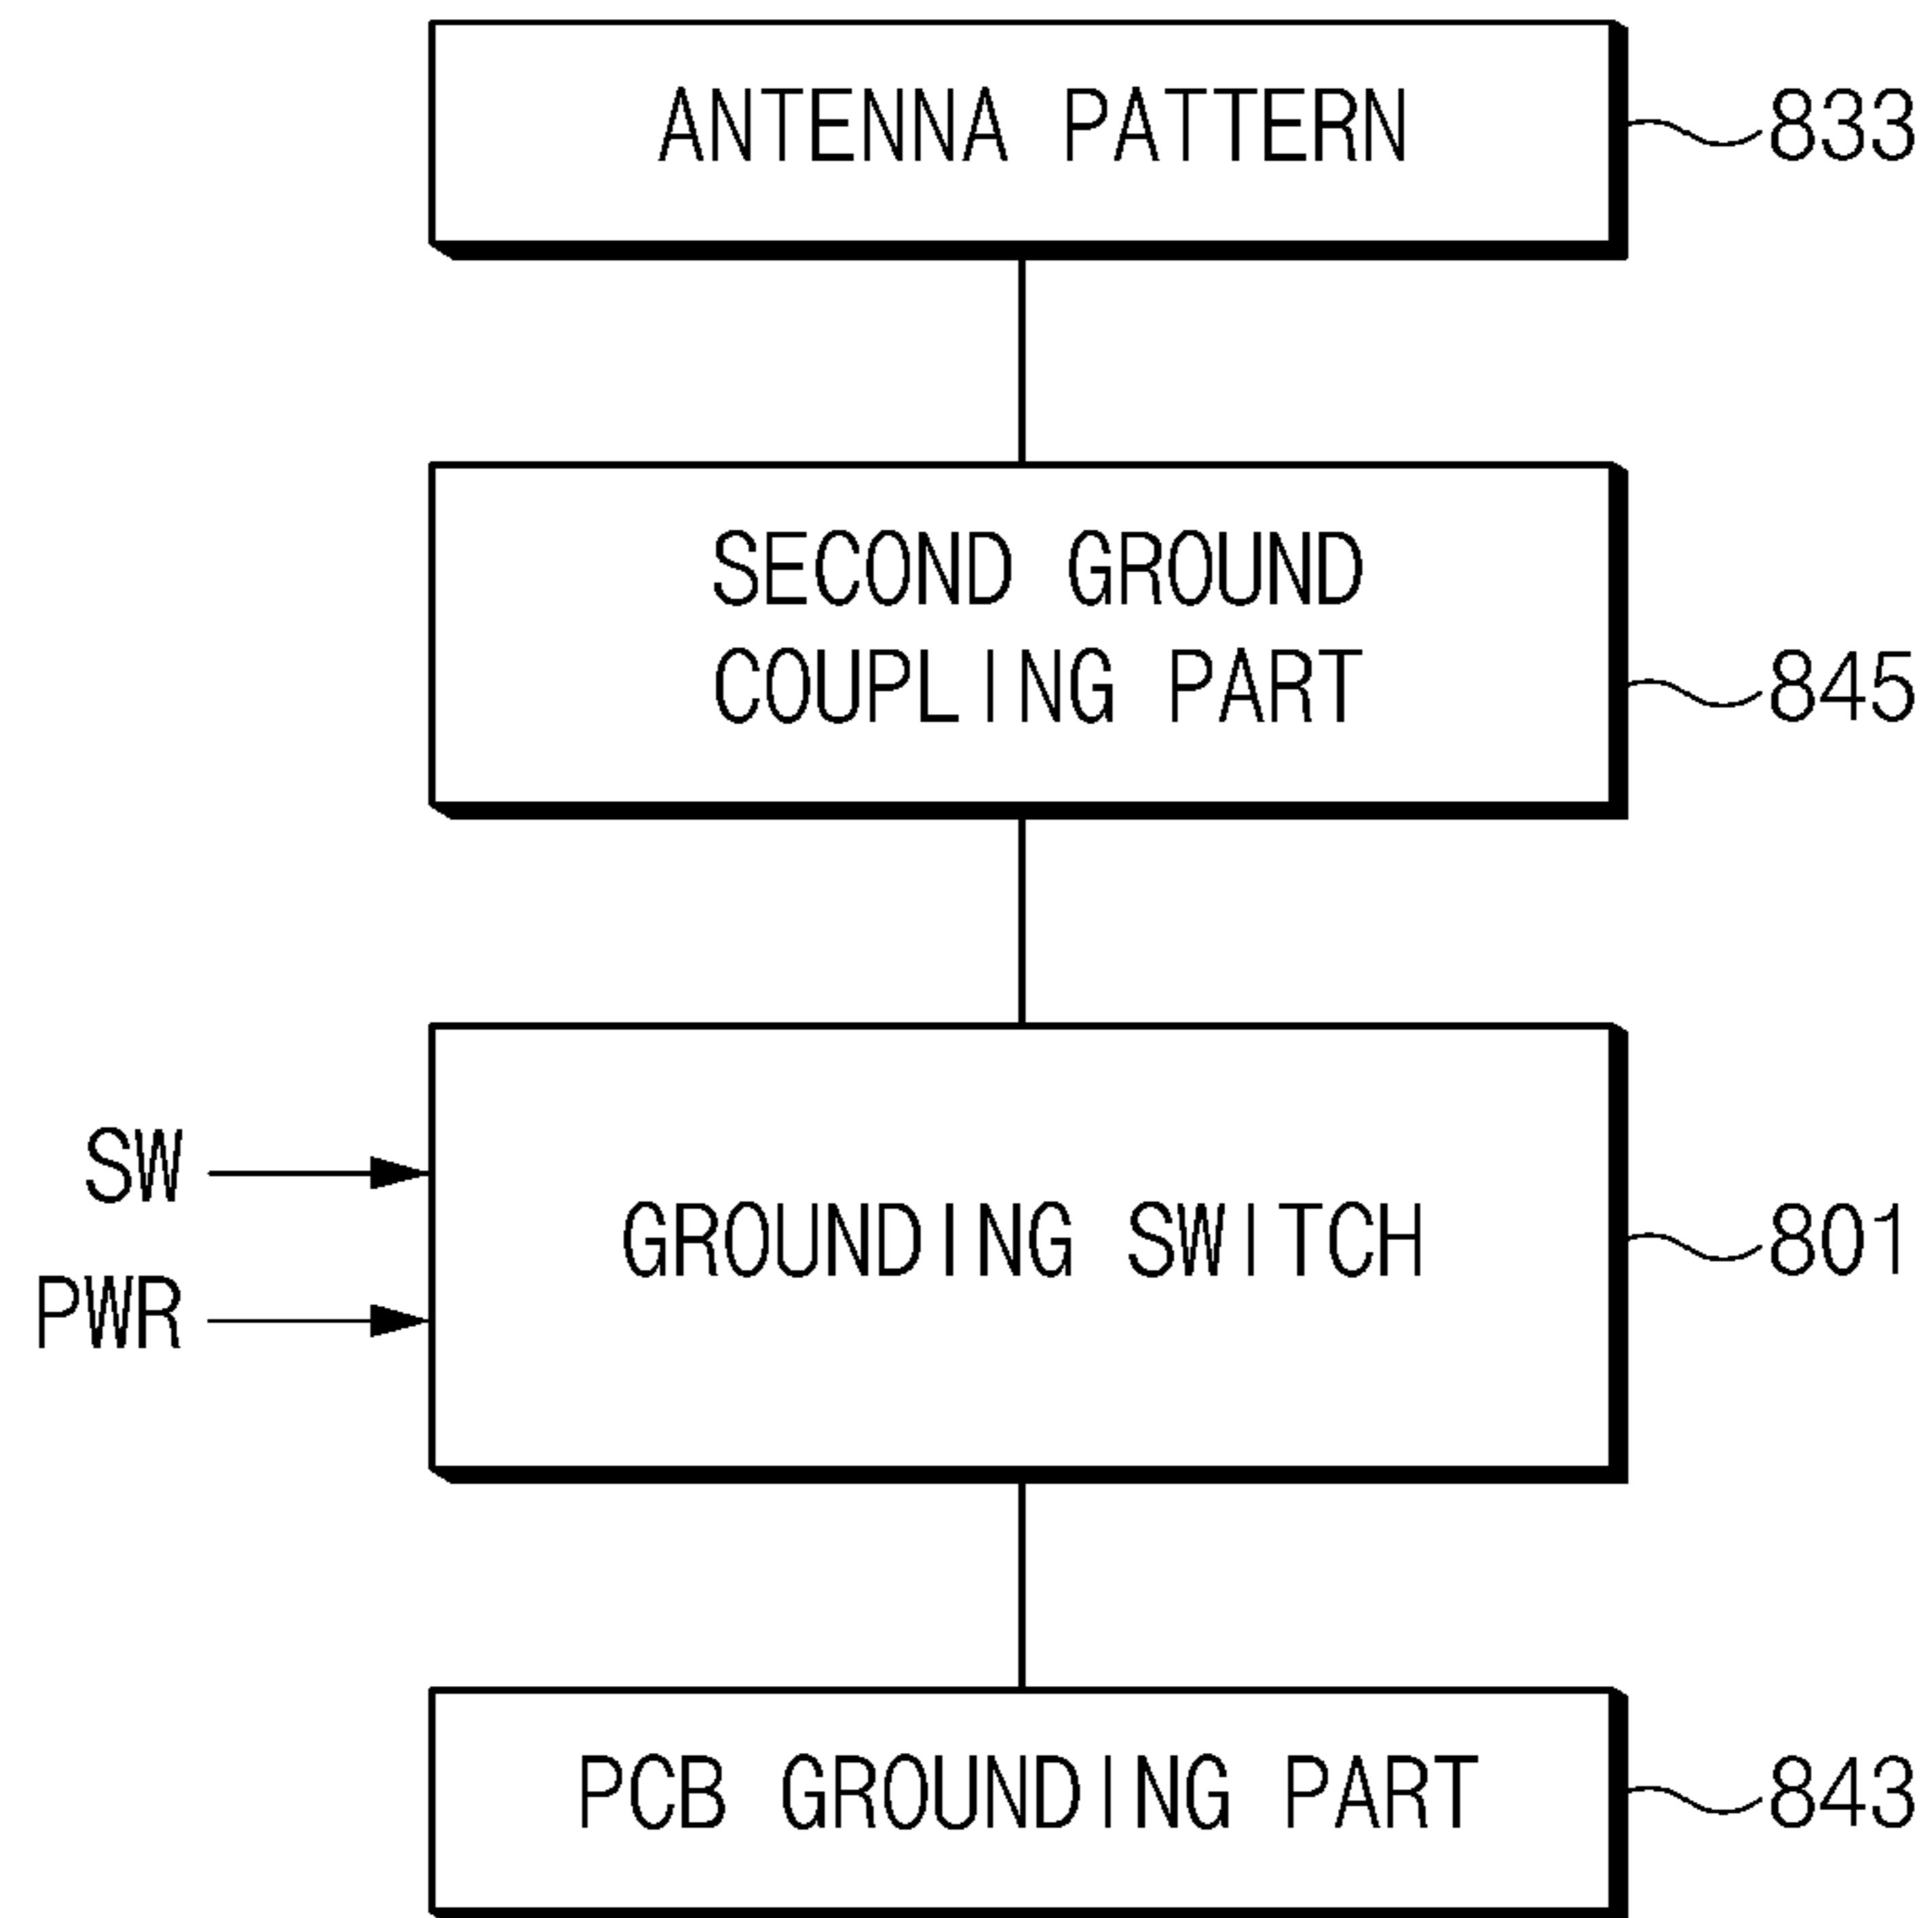 ANTENNA PATTERN
833
SECOND GROUND
COUPLING PART
845
SW
PWR
GROUNDING SWITCH
801
PCB GROUNDING PART
843